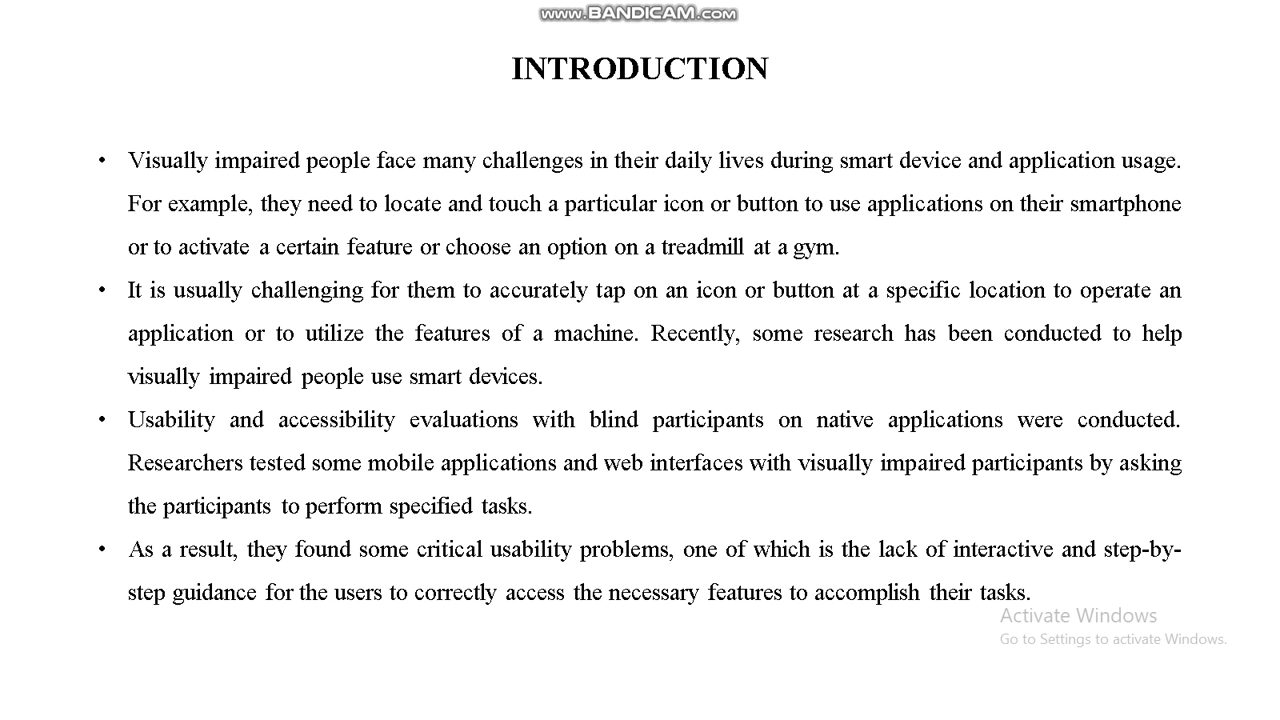 www.BANDICAM.com
INTRODUCTION
• Visually impaired people face many challenges in their daily lives during smart device and application usage.
For example, they need to locate and touch a particular icon or button to use applications on their smartphone
or to activate a certain feature or choose an option on a treadmill at a gym.
• It is usually challenging for them to accurately tap on an icon or button at a specific location to operate an
application or to utilize the features of a machine. Recently, some research has been conducted to help
visually impaired people use smart devices.
• Usability and accessibility evaluations with blind participants on native applications were conducted.
Researchers tested some mobile applications and web interfaces with visually impaired participants by asking
the participants to perform specified tasks.
• As a result, they found some critical usability problems, one of which is the lack of interactive and step-by-
step guidance for the users to correctly access the necessary features to accomplish their tasks.
Activate Windows
Go to Settings to activate Windows.